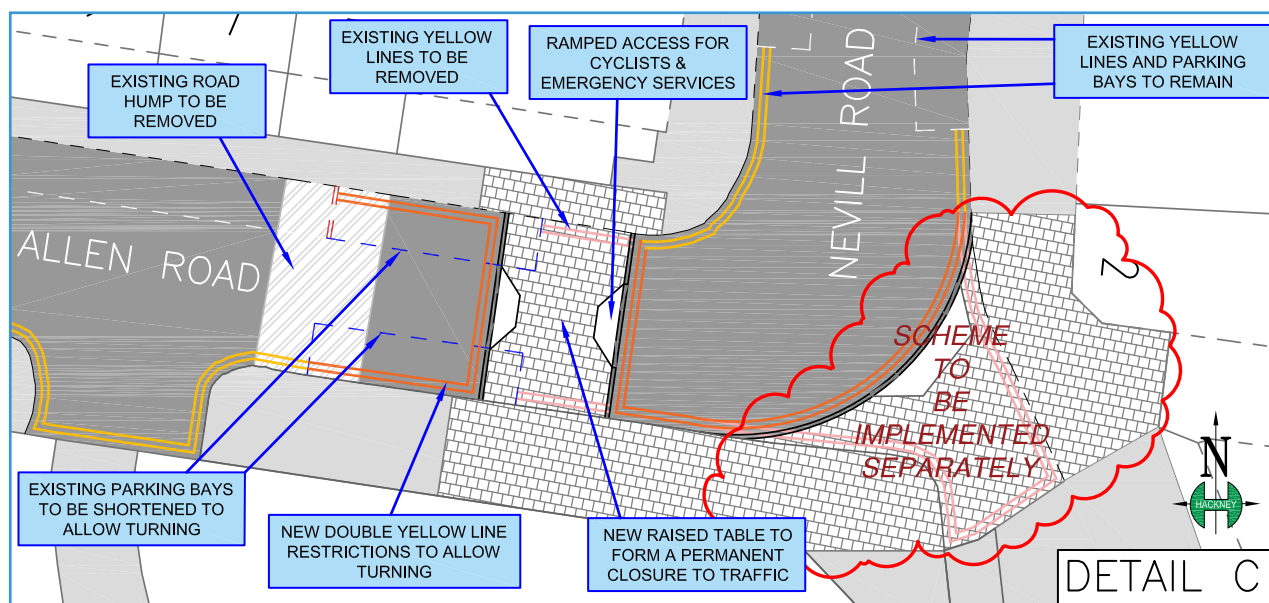 EXISTING YELLOW
LINES TO BE
REMOVED
RAMPED ACCESS FOR
CYCLISTS &
EMERGENCY SERVICES
EXISTING YELLOW
LINES AND PARKING
BAYS TO REMAIN
EXISTING ROAD
HUMP TO BE
REMOVED
NEVILL ROAD
ALLEN ROAD
2
SCHEME
TO
BE
IMPLEMENTED
SEPARATELY
EXISTING PARKING BAYS
TO BE SHORTENED TO
ALLOW TURNING
NEW DOUBLE YELLOW LINE
RESTRICTIONS TO ALLOW
TURNING
NEW RAISED TABLE TO
FORM A PERMANENT
CLOSURE TO TRAFFIC
N
HACKNEY
DETAIL C